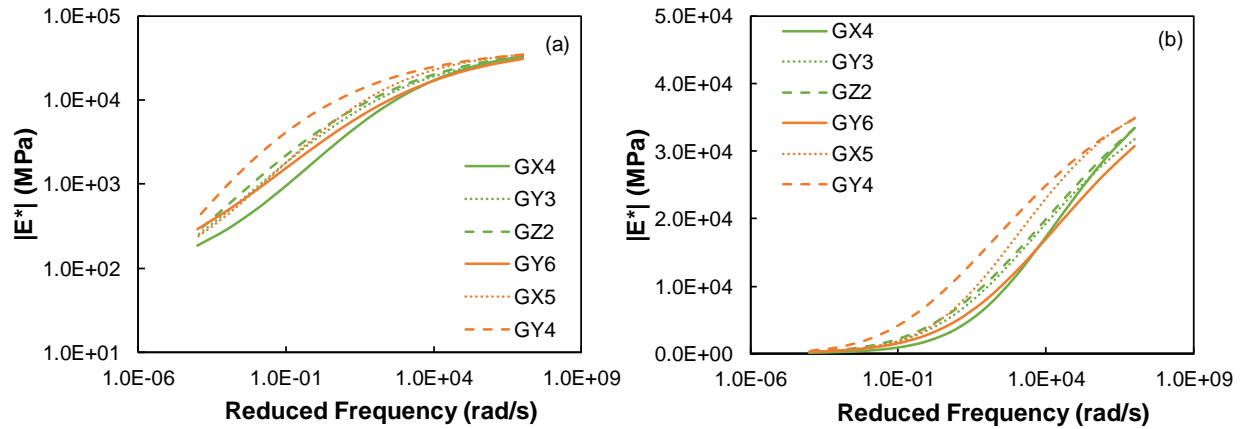 (a)
|E*| (MPa)
1.0E+05
1.0E+04
1.0E+03
1.0E+02
1.0E+01
GX4
GY3
GZ2
GY6
GX5
GY4
1.0E-06
1.0E-01
1.0E+04
1.0E+09
Reduced Frequency (rad/s)
(b)
|E*| (MPa)
5.0E+04
4.0E+04
3.0E+04
2.0E+04
1.0E+04
0.0E+00
GX4
GY3
GZ2
GY6
GX5
GY4
1.0E-06
1.0E-01
1.0E+04
1.0E+09
Reduced Frequency (rad/s)